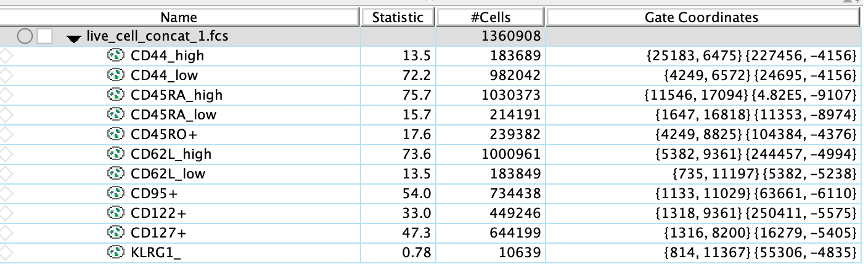 Name Statistic #Cells Gate Coordinates
live_cell_concat_1.fcs 1360908
CD44_high 13.5 183689 {25183, 6475} {227456, -4156}
CD44_low 72.2 982042 {4249, 6572} {24695, -4156}
CD45RA_high 75.7 1030373 {11546, 17094} {4.82E5, -9107}
CD45RA_low 15.7 214191 {1647, 16818} {11353, -8974}
CD45RO+ 17.6 239382 {4249, 8825} {104384, -4376}
CD62L_high 73.6 1000961 {5382, 9361} {244457, -4994}
CD62L_low 13.5 183849 {735, 11197} {5382, -5238}
CD95+ 54.0 734438 {1133, 11029} {63661, -6110}
CD122+ 33.0 449246 {1318, 9361} {250411, -5575}
CD127+ 47.3 644199 {1316, 8200} {16279, -5405}
KLRG1_ 0.78 10639 {814, 11367} {55306, -4835}